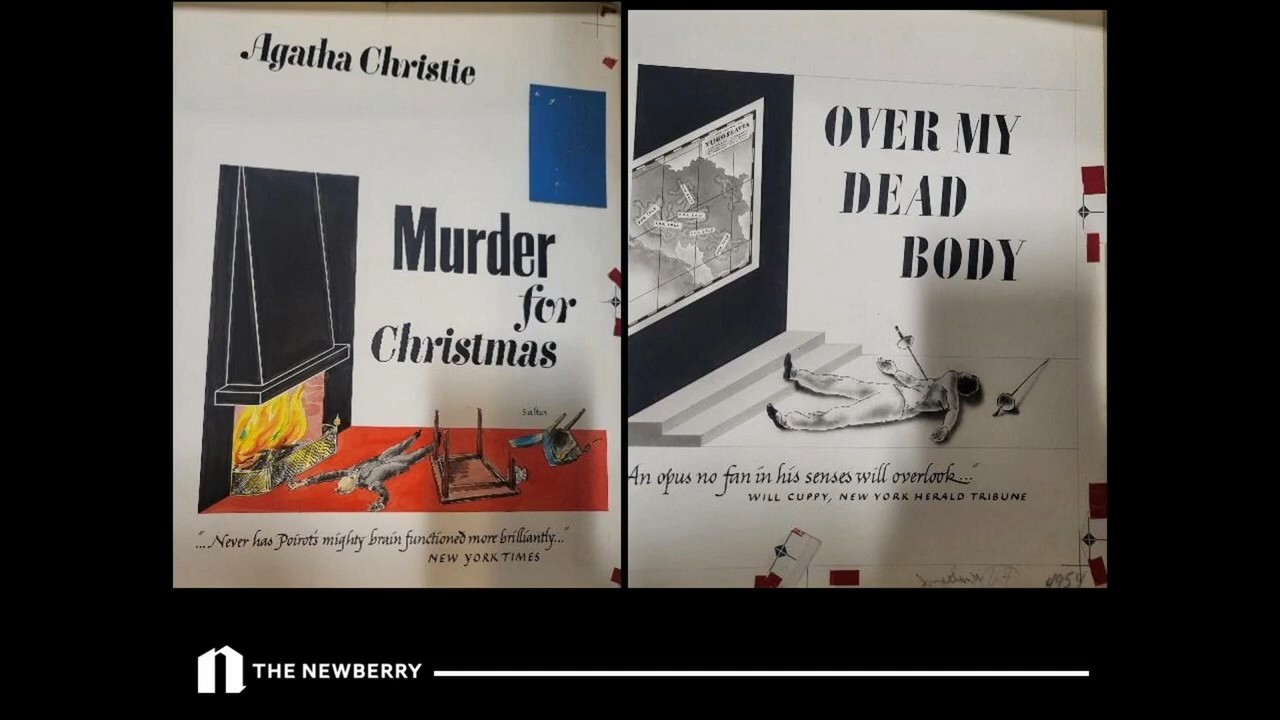 Agatha Christie
Murder
for
Christmas
Salter
"...Never has Poirot's mighty brain functioned more brilliantly..."
NEW YORK TIMES
YUGOSLAVIA
OVER MY
DEAD
BODY
An opus no fan in his senses will overlook..."
WILL CUPPY, NEW YORK HERALD TRIBUNE
4954
THE NEWBERRY